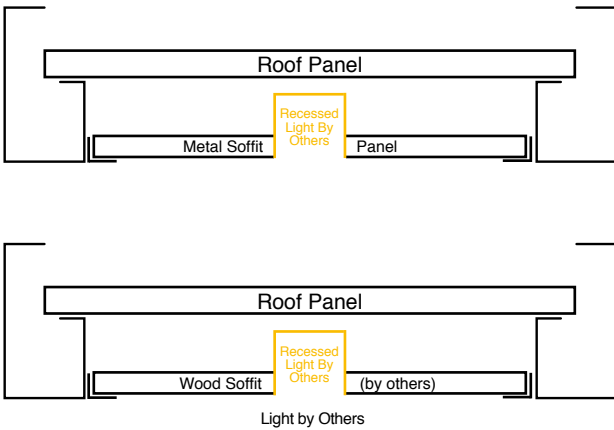 Roof Panel
Recessed
Light By
Others
Metal Soffit Panel
Roof Panel
Recessed
Light By
Others
Wood Soffit (by others)
Light by Others